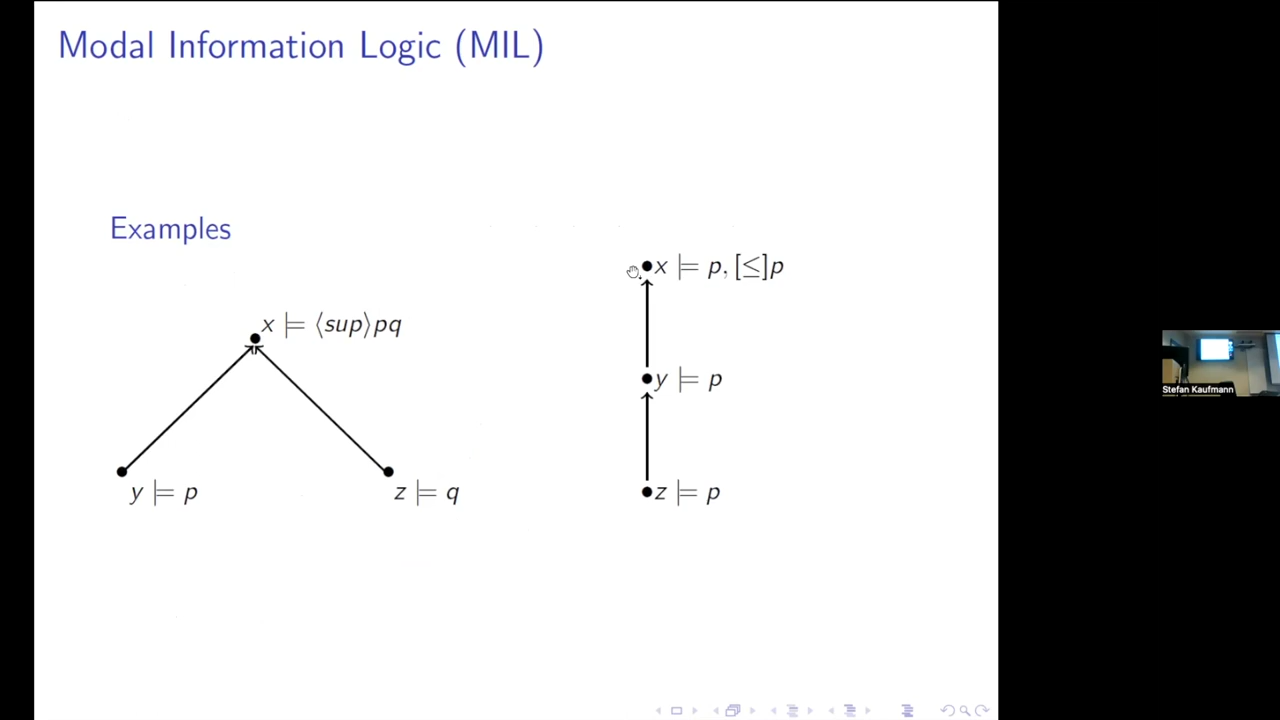 Modal Information Logic (MIL)
Examples
x ⊨ ⟨sup⟩pq
y ⊨ p
z ⊨ q
x ⊨ p, [≤]p
y ⊨ p
z ⊨ p
Stefan Kaufmann